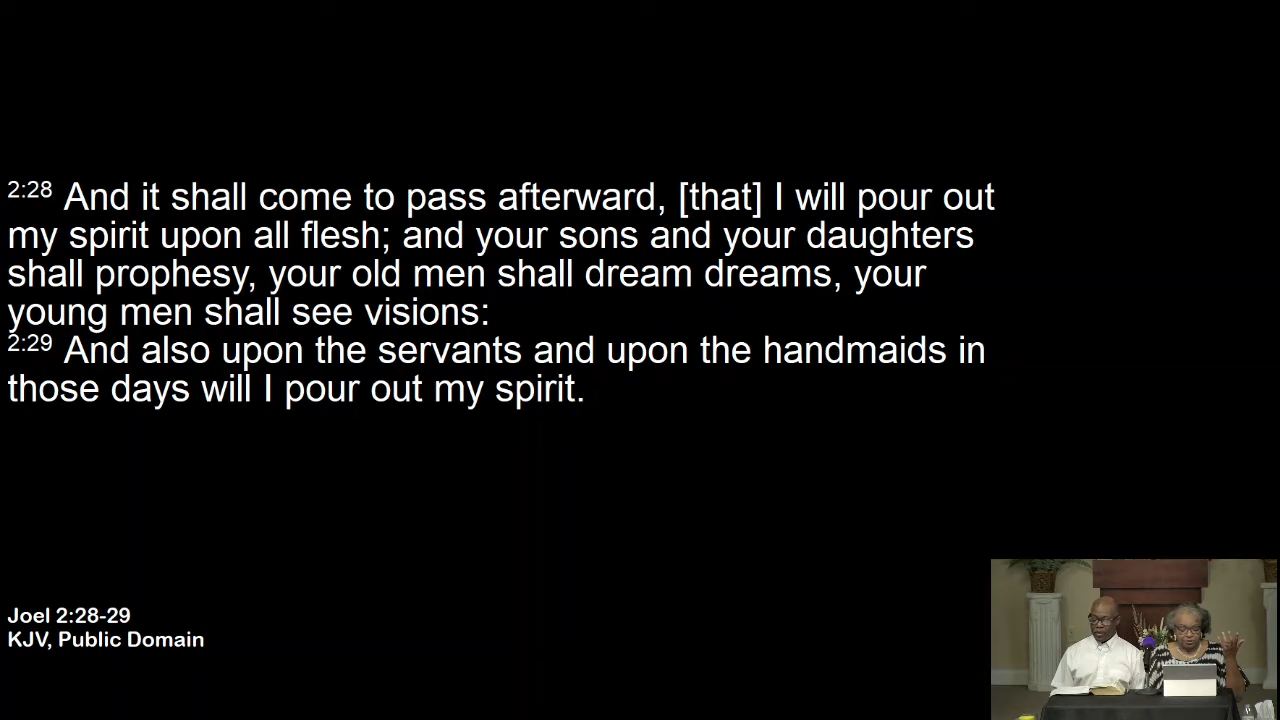 2:28 And it shall come to pass afterward, [that] I will pour out
my spirit upon all flesh; and your sons and your daughters
shall prophesy, your old men shall dream dreams, your
young men shall see visions:
2:29 And also upon the servants and upon the handmaids in
those days will I pour out my spirit.
Joel 2:28-29
KJV, Public Domain